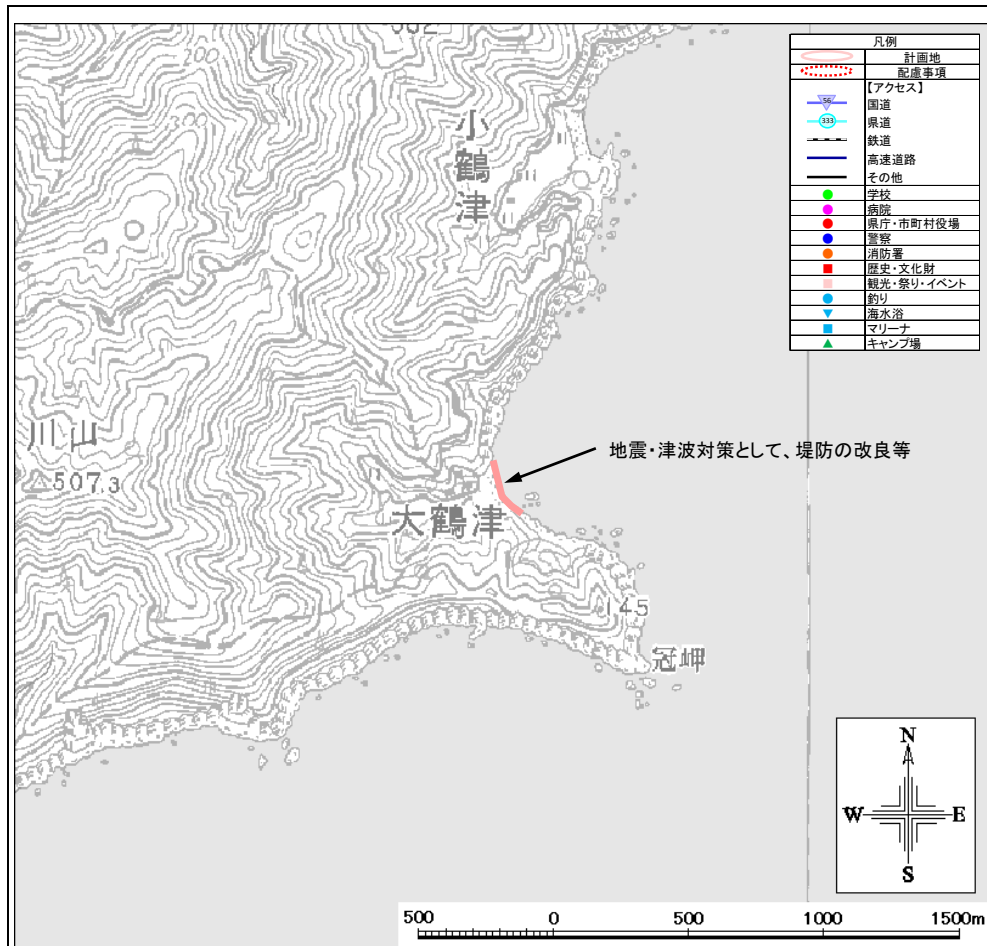 200
200
小鶴津
川山
507.3
大鶴津
145
冠岬
地震・津波対策として、堤防の改良等
凡例
計画地
配慮事項
【アクセス】
56 国道
333 県道
鉄道
高速道路
その他
学校
病院
県庁・市町村役場
警察
消防署
歴史・文化財
観光・祭り・イベント
釣り
海水浴
マリーナ
キャンプ場
N
W E
S
500 0 500 1000 1500m